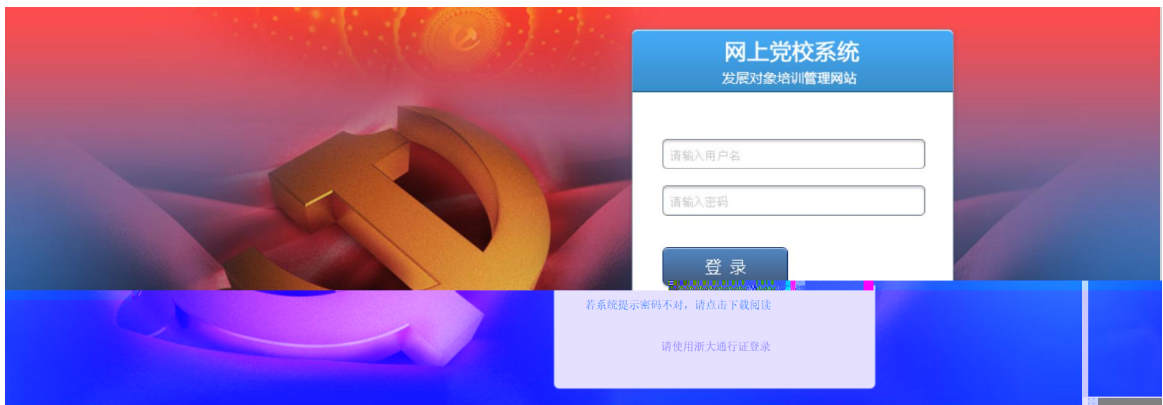 网上党校系统
发展对象培训管理网站
请输入用户名
请输入密码
登 录
若系统提示密码不对，请点击下载阅读
请使用浙大通行证登录